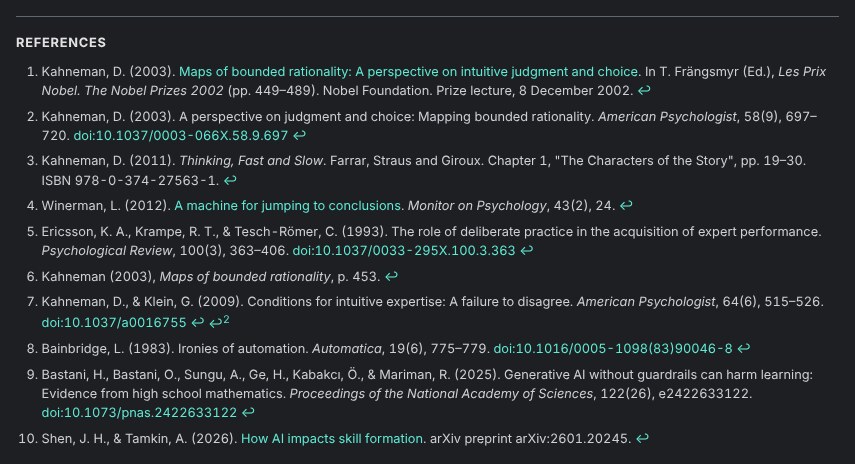 REFERENCES
1. Kahneman, D. (2003). Maps of bounded rationality: A perspective on intuitive judgment and choice. In T. Frängsmyr (Ed.), Les Prix
Nobel. The Nobel Prizes 2002 (pp. 449–489). Nobel Foundation. Prize lecture, 8 December 2002. ↩
2. Kahneman, D. (2003). A perspective on judgment and choice: Mapping bounded rationality. American Psychologist, 58(9), 697–
720. doi:10.1037/0003-066X.58.9.697 ↩
3. Kahneman, D. (2011). Thinking, Fast and Slow. Farrar, Straus and Giroux. Chapter 1, "The Characters of the Story", pp. 19–30.
ISBN 978-0-374-27563-1. ↩
4. Winerman, L. (2012). A machine for jumping to conclusions. Monitor on Psychology, 43(2), 24. ↩
5. Ericsson, K. A., Krampe, R. T., & Tesch-Römer, C. (1993). The role of deliberate practice in the acquisition of expert performance.
Psychological Review, 100(3), 363–406. doi:10.1037/0033-295X.100.3.363 ↩
6. Kahneman (2003), Maps of bounded rationality, p. 453. ↩
7. Kahneman, D., & Klein, G. (2009). Conditions for intuitive expertise: A failure to disagree. American Psychologist, 64(6), 515–526.
doi:10.1037/a0016755 ↩ ↩2
8. Bainbridge, L. (1983). Ironies of automation. Automatica, 19(6), 775–779. doi:10.1016/0005-1098(83)90046-8 ↩
9. Bastani, H., Bastani, O., Sungu, A., Ge, H., Kabakcı, Ö., & Mariman, R. (2025). Generative AI without guardrails can harm learning:
Evidence from high school mathematics. Proceedings of the National Academy of Sciences, 122(26), e2422633122.
doi:10.1073/pnas.2422633122 ↩
10. Shen, J. H., & Tamkin, A. (2026). How AI impacts skill formation. arXiv preprint arXiv:2601.20245. ↩